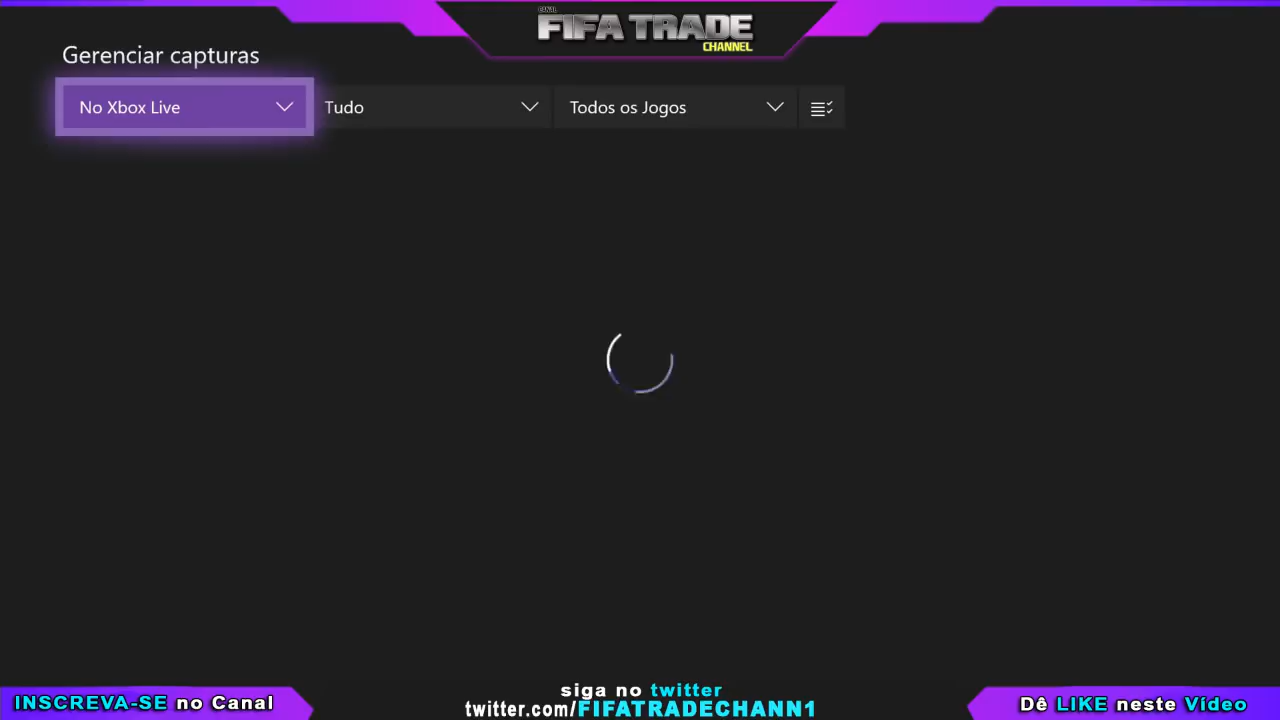 CANAL
FIFA TRADE
CHANNEL
Gerenciar capturas
No Xbox Live
Tudo
Todos os Jogos
INSCREVA-SE no Canal
siga no twitter
twitter.com/FIFATRADECHANN1
Dê LIKE neste Vídeo